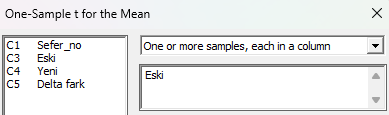 One-Sample t for the Mean
C1 Sefer_no
C3 Eski
C4 Yeni
C5 Delta fark
One or more samples, each in a column
Eski